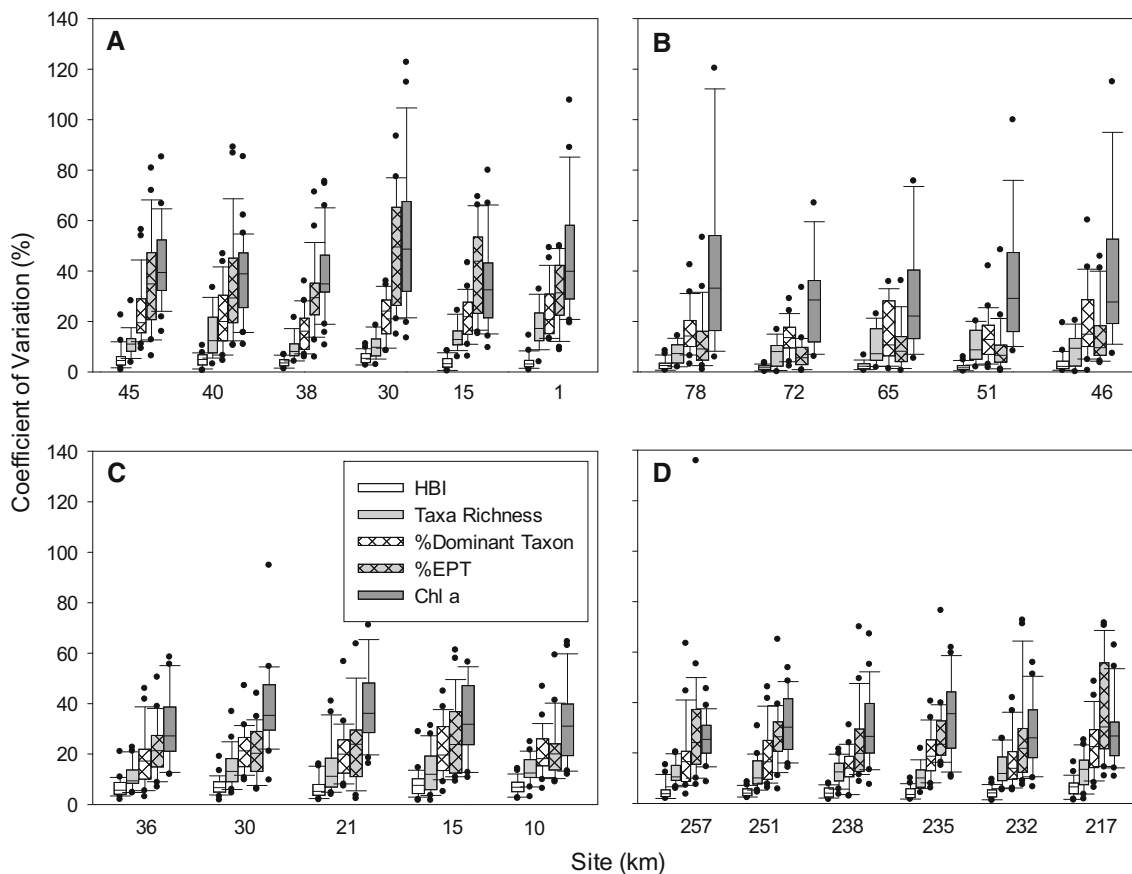 Coefficient of Variation (%)
140
120
100
80
60
40
20
0
A
45 40 38 30 15 1
B
78 72 65 51 46
140
120
100
80
60
40
20
0
C
HBI
Taxa Richness
%Dominant Taxon
%EPT
Chl a
36 30 21 15 10
D
257 251 238 235 232 217
Site (km)